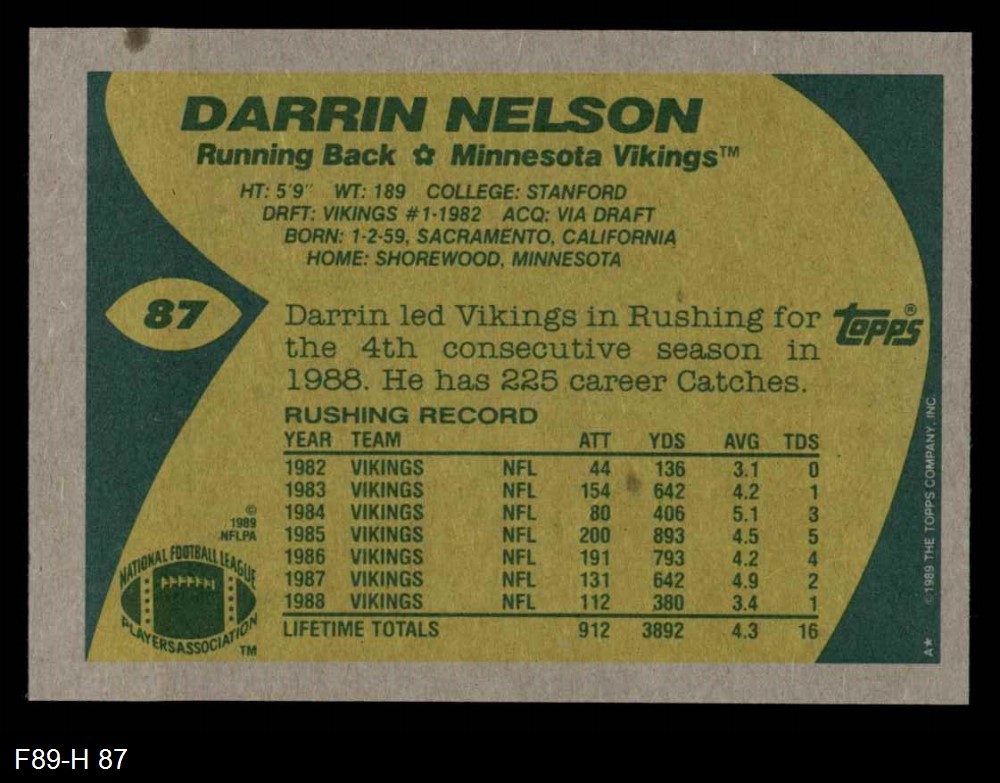 DARRIN NELSON
Running Back ✿ Minnesota Vikings™
HT: 5'9" WT: 189 COLLEGE: STANFORD
DRFT: VIKINGS #1-1982 ACQ: VIA DRAFT
BORN: 1-2-59, SACRAMENTO, CALIFORNIA
HOME: SHOREWOOD, MINNESOTA
87
Darrin led Vikings in Rushing for
the 4th consecutive season in
1988. He has 225 career Catches.
topps®
RUSHING RECORD
YEAR TEAM ATT YDS AVG TDS
1982 VIKINGS NFL 44 136 3.1 0
1983 VIKINGS NFL 154 642 4.2 1
1984 VIKINGS NFL 80 406 5.1 3
1985 VIKINGS NFL 200 893 4.5 5
1986 VIKINGS NFL 191 793 4.2 4
1987 VIKINGS NFL 131 642 4.9 2
1988 VIKINGS NFL 112 380 3.4 1
LIFETIME TOTALS 912 3892 4.3 16
©
1989
NFLPA
NATIONAL FOOTBALL LEAGUE
PLAYERS ASSOCIATION
TM
A* ©1989 THE TOPPS COMPANY, INC.
F89-H 87